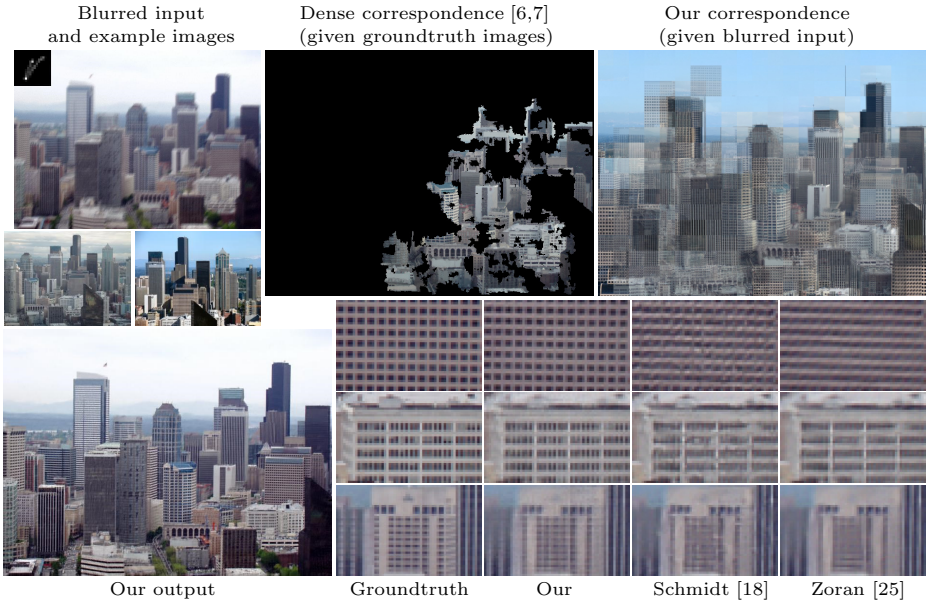 Blurred input
and example images
Dense correspondence [6,7]
(given groundtruth images)
Our correspondence
(given blurred input)
Our output
Groundtruth
Our
Schmidt [18]
Zoran [25]